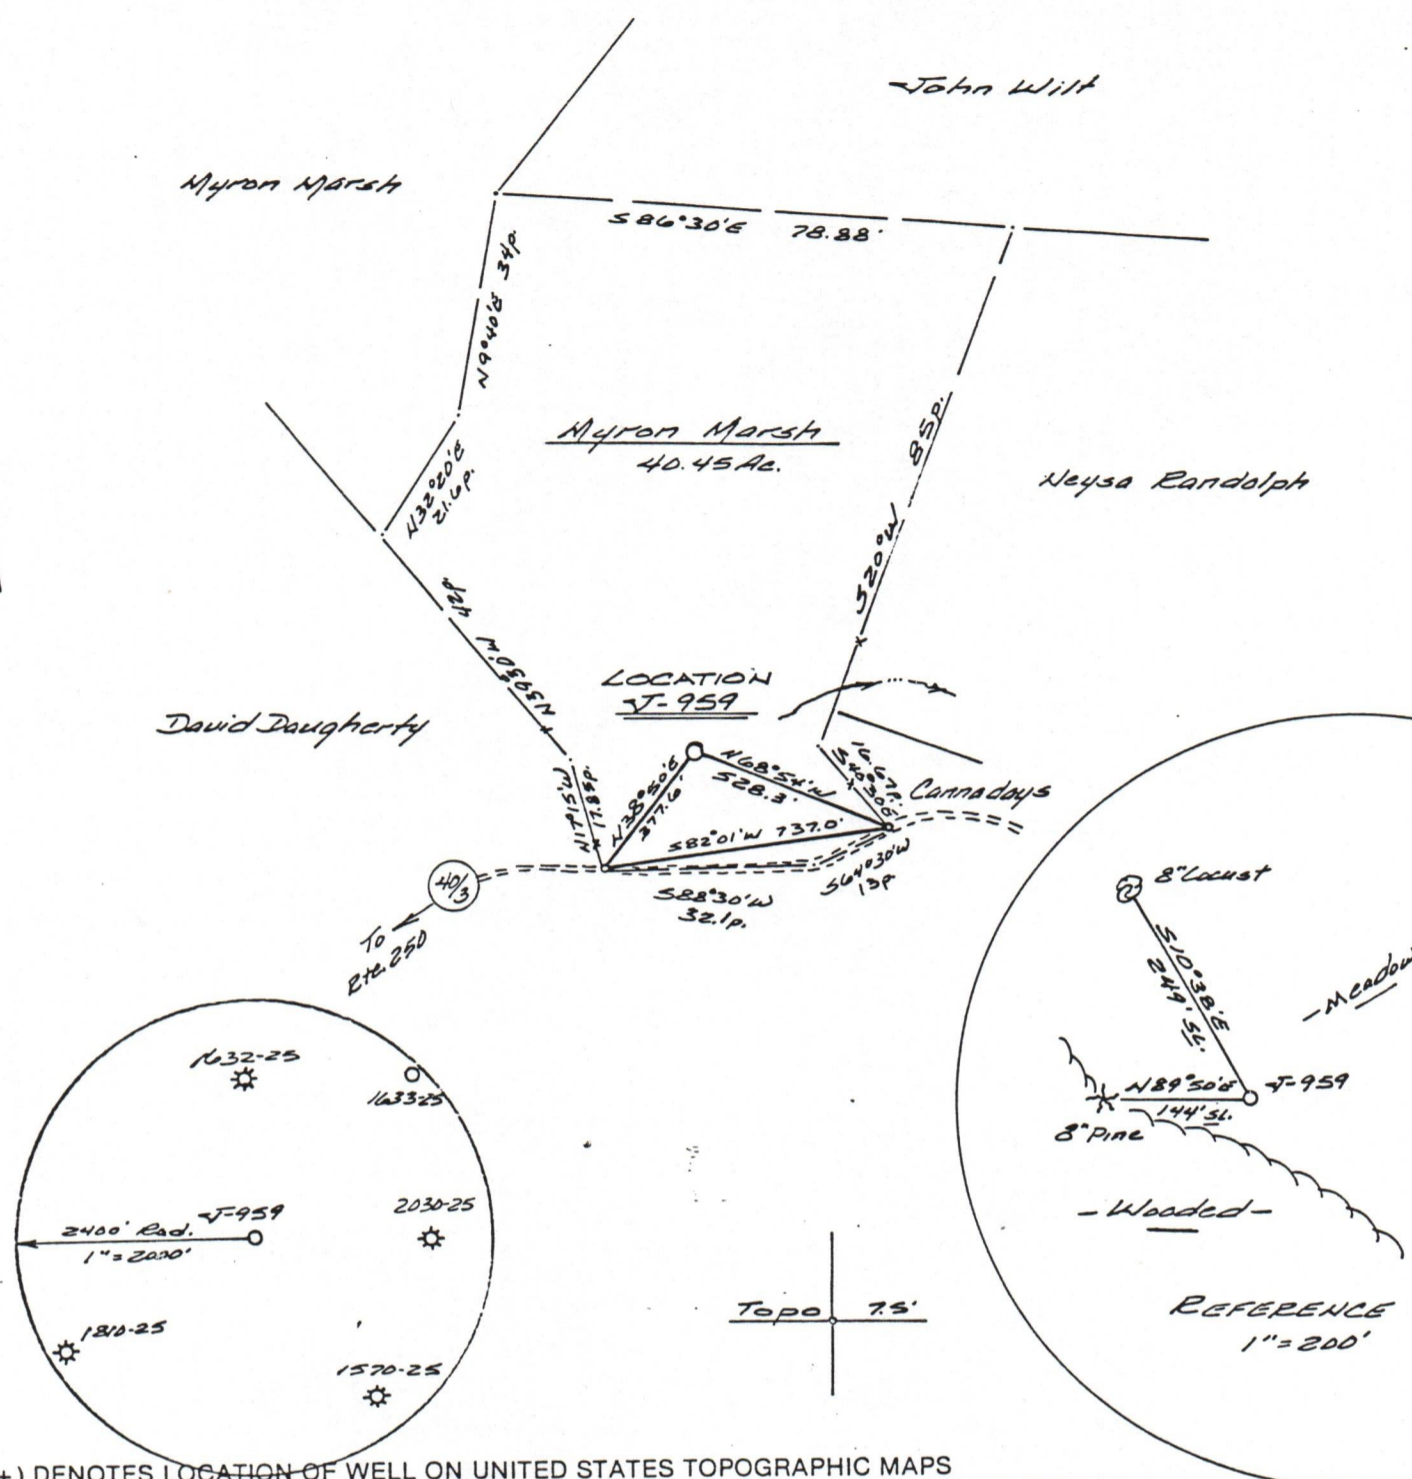 John Wilt
Myron Marsh
S86°30'E 78.88'
N9°40'E 34p.
Myron Marsh
40.45 Ac.
S20°W 85p.
Neysa Randolph
N32°20'E
21.6p.
N39°30'W 42p
LOCATION
J-959
David Daugherty
N17°15'W
17.85p.
N38°50'E
377.6'
N68°54'W
528.3'
16.67p.
S40°30'E
Cannadays
S82°01'W 737.0'
S64°30'W
13p
S88°30'W
32.1p.
40/3
To
Rte. 250
8" Locust
S10°38'E
249' SL.
-Meadow
N89°50'E
144' SL.
J-959
8" Pine
-Wooded-
REFERENCE
1"=200'
1632-25
1633-25
2030-25
J-959
2400' Rad.
1"=2000'
1810-25
1570-25
Topo 7.5'
+) DENOTES LOCATION OF WELL ON UNITED STATES TOPOGRAPHIC MAPS